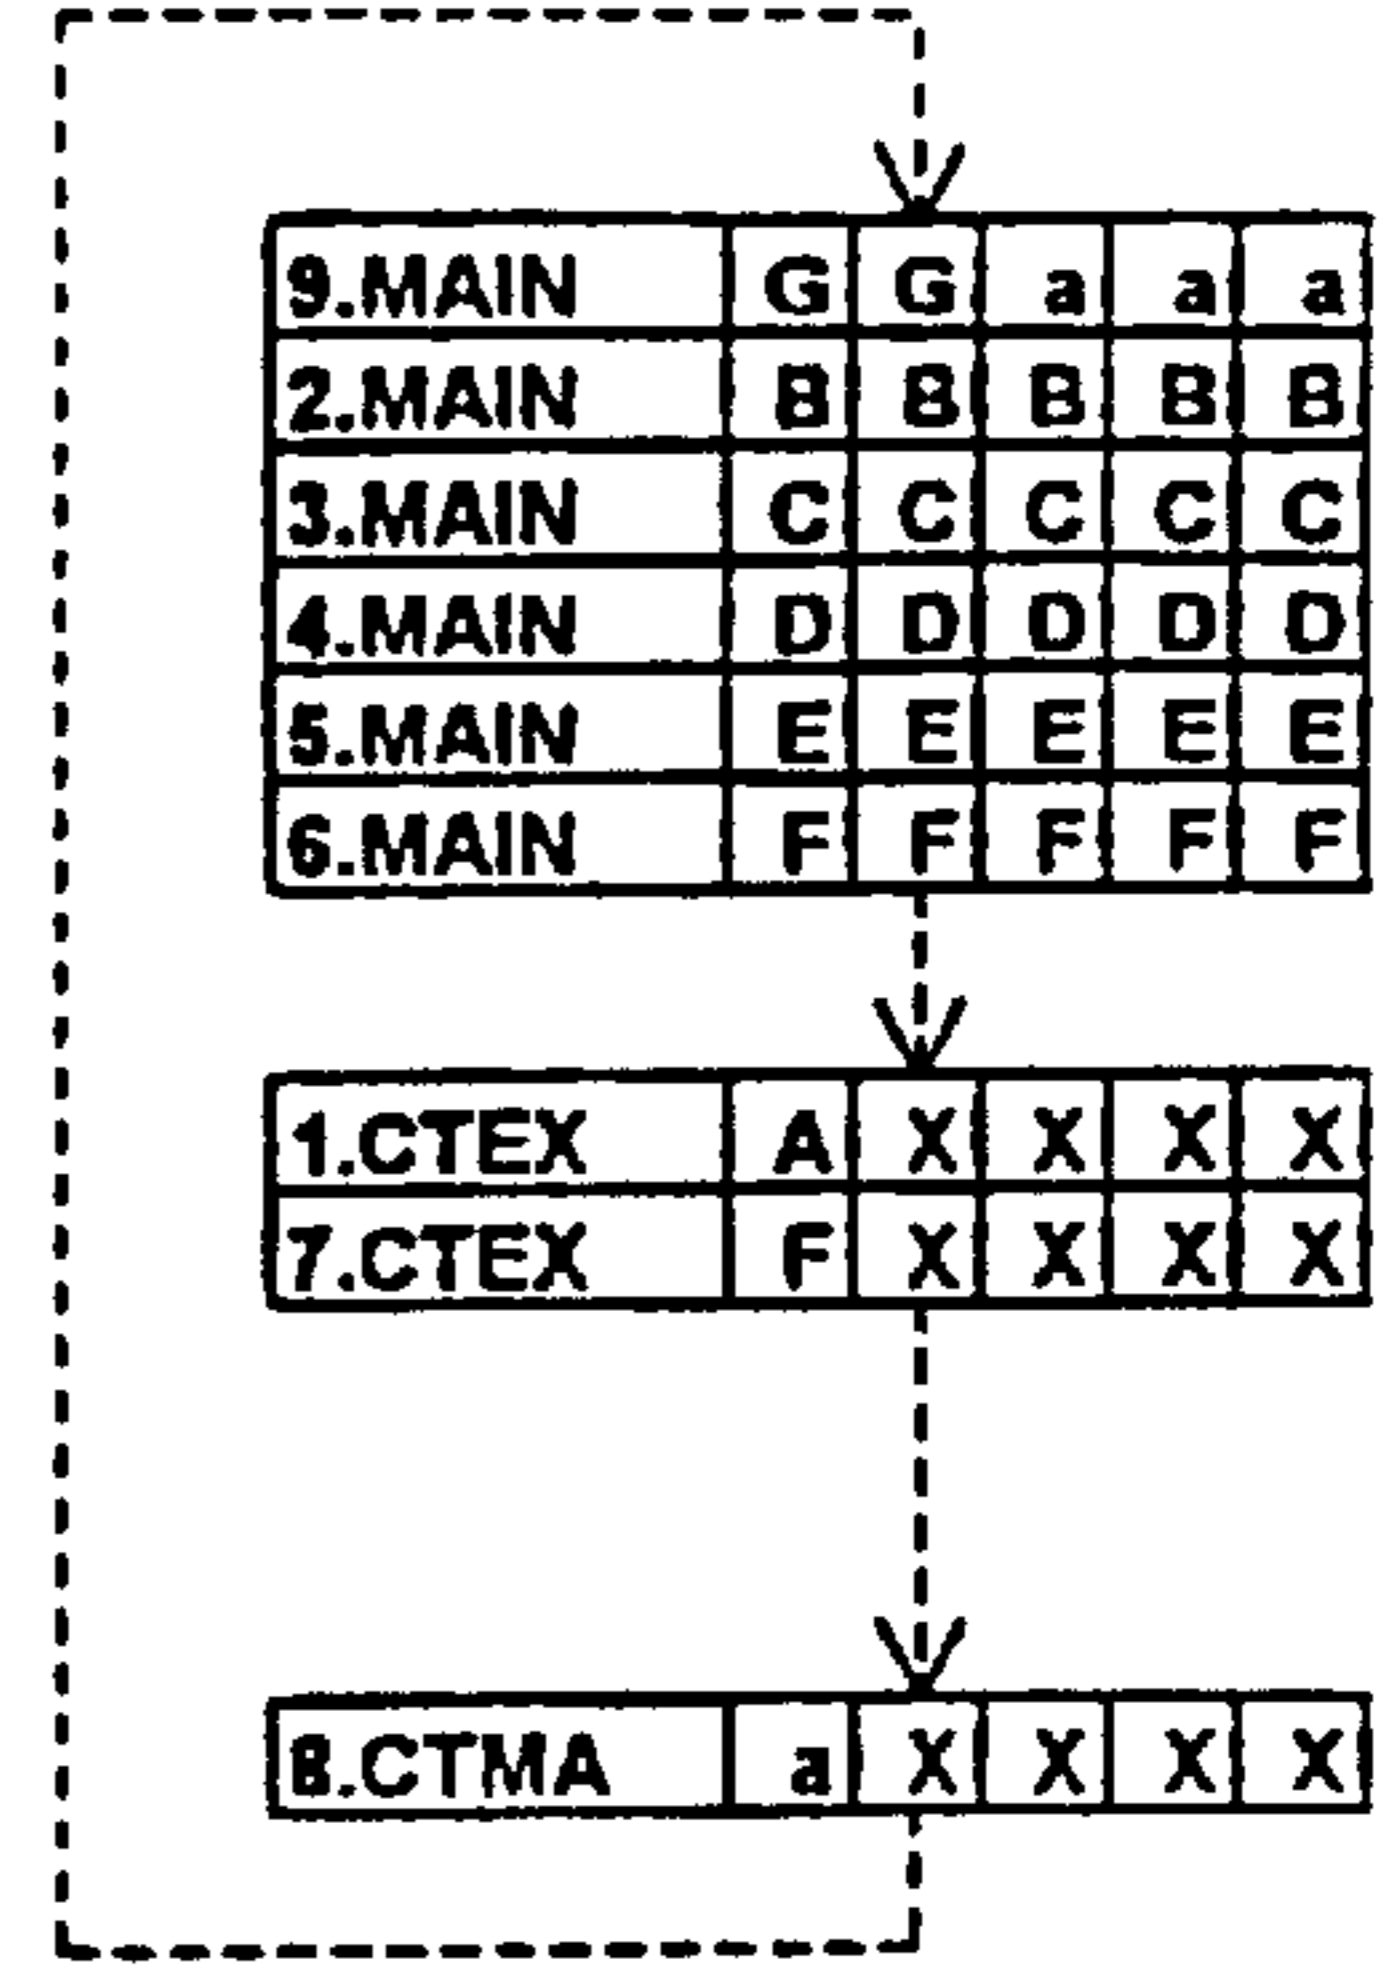 9.MAIN G G a a a
2.MAIN B B B B B
3.MAIN C C C C C
4.MAIN D D D D D
5.MAIN E E E E E
6.MAIN F F F F F
1.CTEX A X X X X
7.CTEX F X X X X
8.CTMA a X X X X